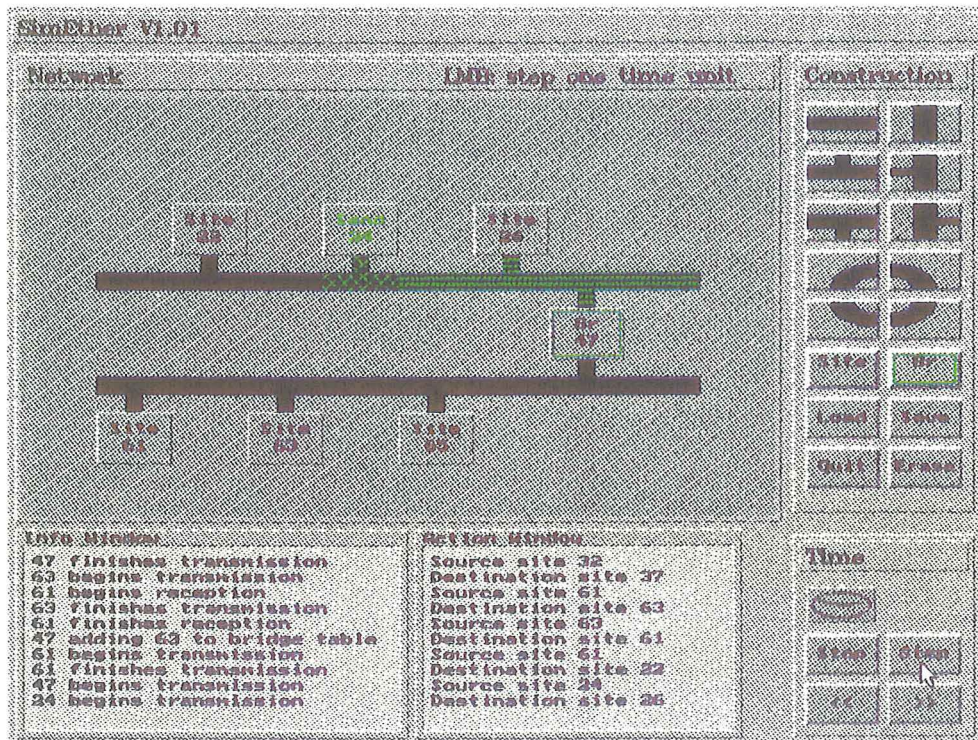 SimEther V1.01
Network
LMB: step one time unit
Construction
Site
22
Send
24
Site
26
Br
47
Site
61
Site
63
Site
65
Site
Br
Load
Save
Quit
Erase
Info Window
47 finishes transmission
63 begins transmission
61 begins reception
63 finishes transmission
61 finishes reception
47 adding 63 to bridge table
61 begins transmission
61 finishes transmission
47 begins transmission
24 begins transmission
Action Window
Source site 32
Destination site 37
Source site 61
Destination site 63
Source site 63
Destination site 61
Source site 61
Destination site 22
Source site 24
Destination site 26
Time
Stop
Step
<<
>>